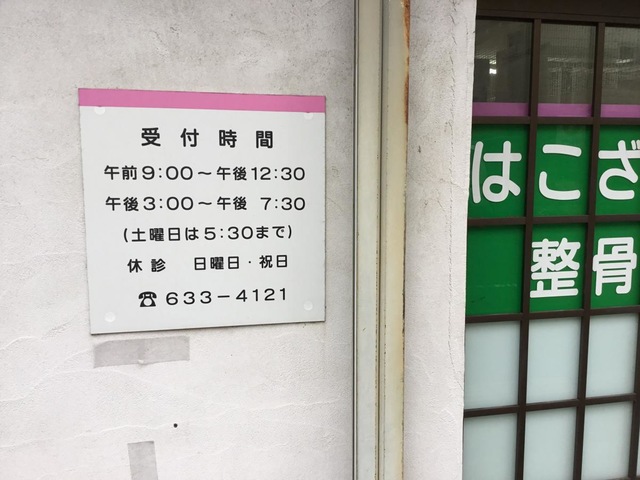 受付時間
午前9:00〜午後12:30
午後3:00〜午後 7:30
(土曜日は5:30まで)
休診 日曜日・祝日
☎633-4121
はこざ
整骨